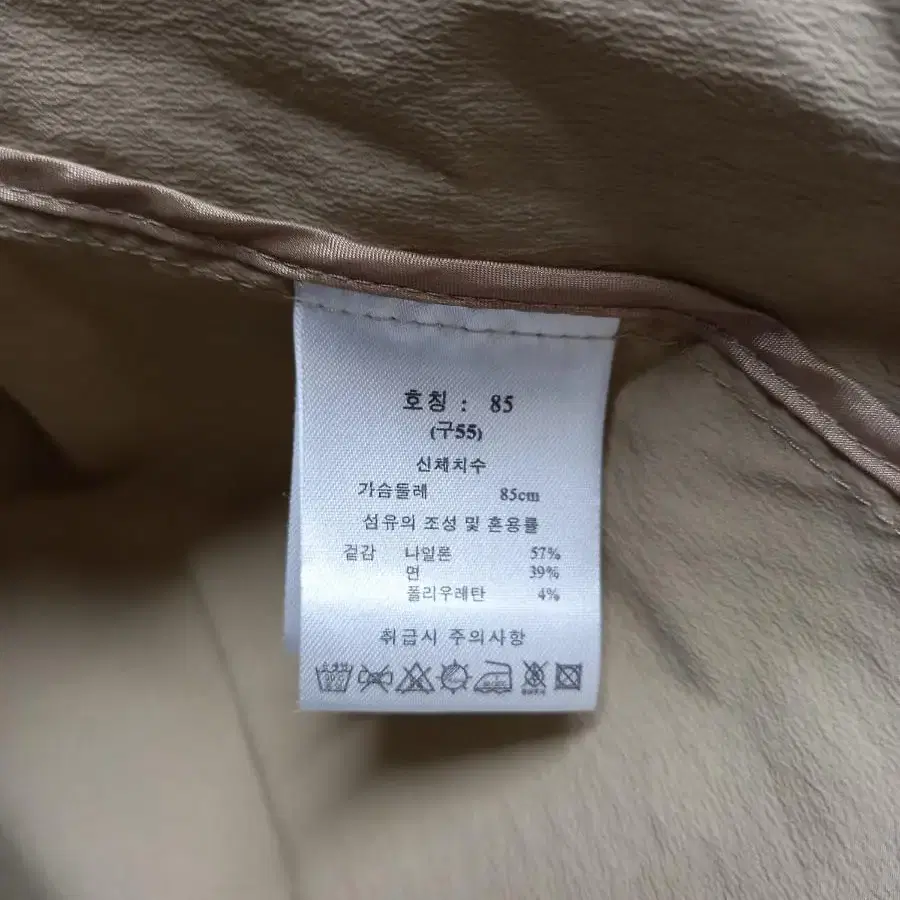 호칭 : 85
(구55)
신체치수
가슴둘레 85cm
섬유의 조성 및 혼용률
겉감 나일론 57%
면 39%
폴리우레탄 4%
취급시 주의사항